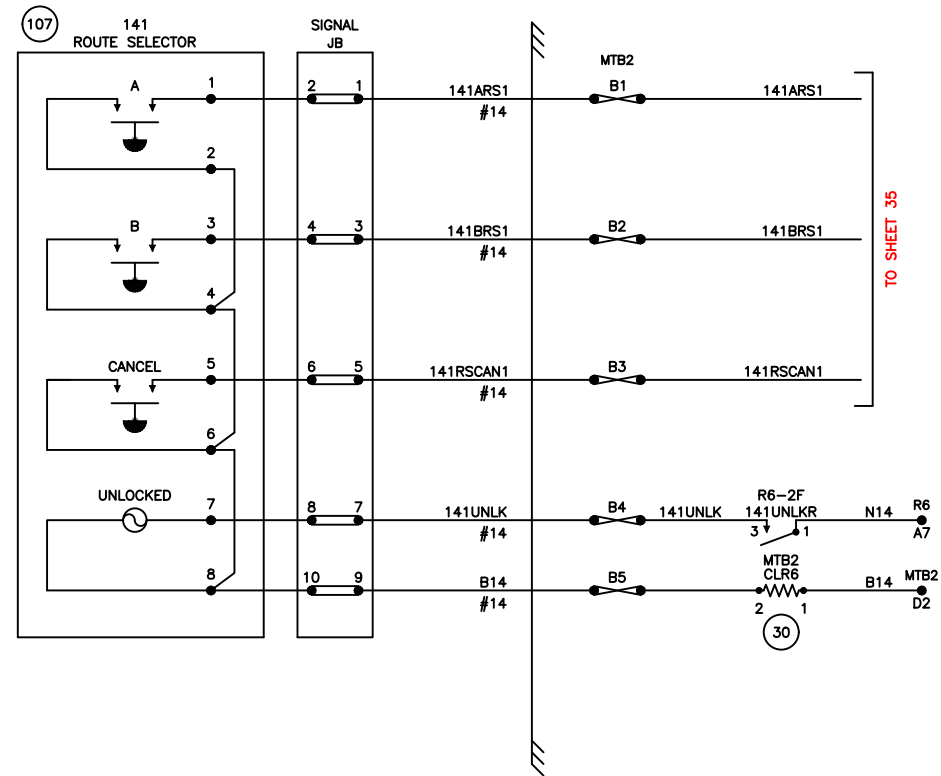 107
141
ROUTE SELECTOR
SIGNAL
JB
MTB2
A
1
2 1
141ARS1
#14
B1
141ARS1
2
B
3
4 3
141BRS1
#14
B2
141BRS1
4
TO SHEET 35
CANCEL
5
6 5
141RSCAN1
#14
B3
141RSCAN1
6
UNLOCKED
7
8 7
141UNLK
#14
B4
141UNLK
R6-2F
141UNLKR
3 1
N14
R6
A7
8
10 9
B14
#14
B5
MTB2
CLR6
2 1
30
B14
MTB2
D2